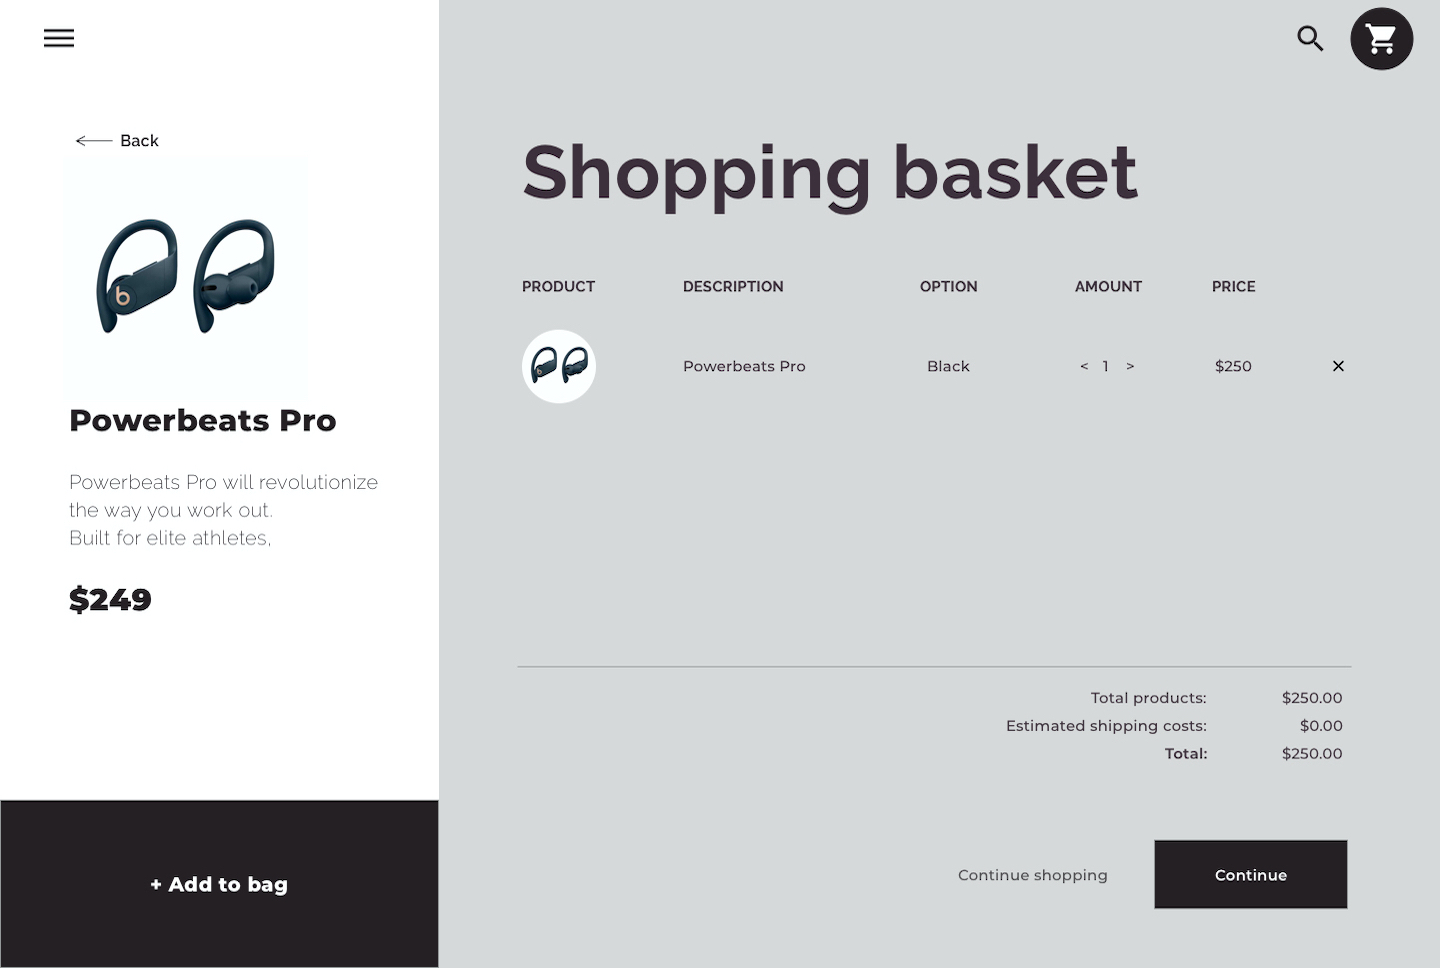 Back
Powerbeats Pro
Powerbeats Pro will revolutionize
the way you work out.
Built for elite athletes,
$249
+ Add to bag
Shopping basket
PRODUCT DESCRIPTION OPTION AMOUNT PRICE
Powerbeats Pro Black < 1 > $250 ×
Total products: $250.00
Estimated shipping costs: $0.00
Total: $250.00
Continue shopping Continue